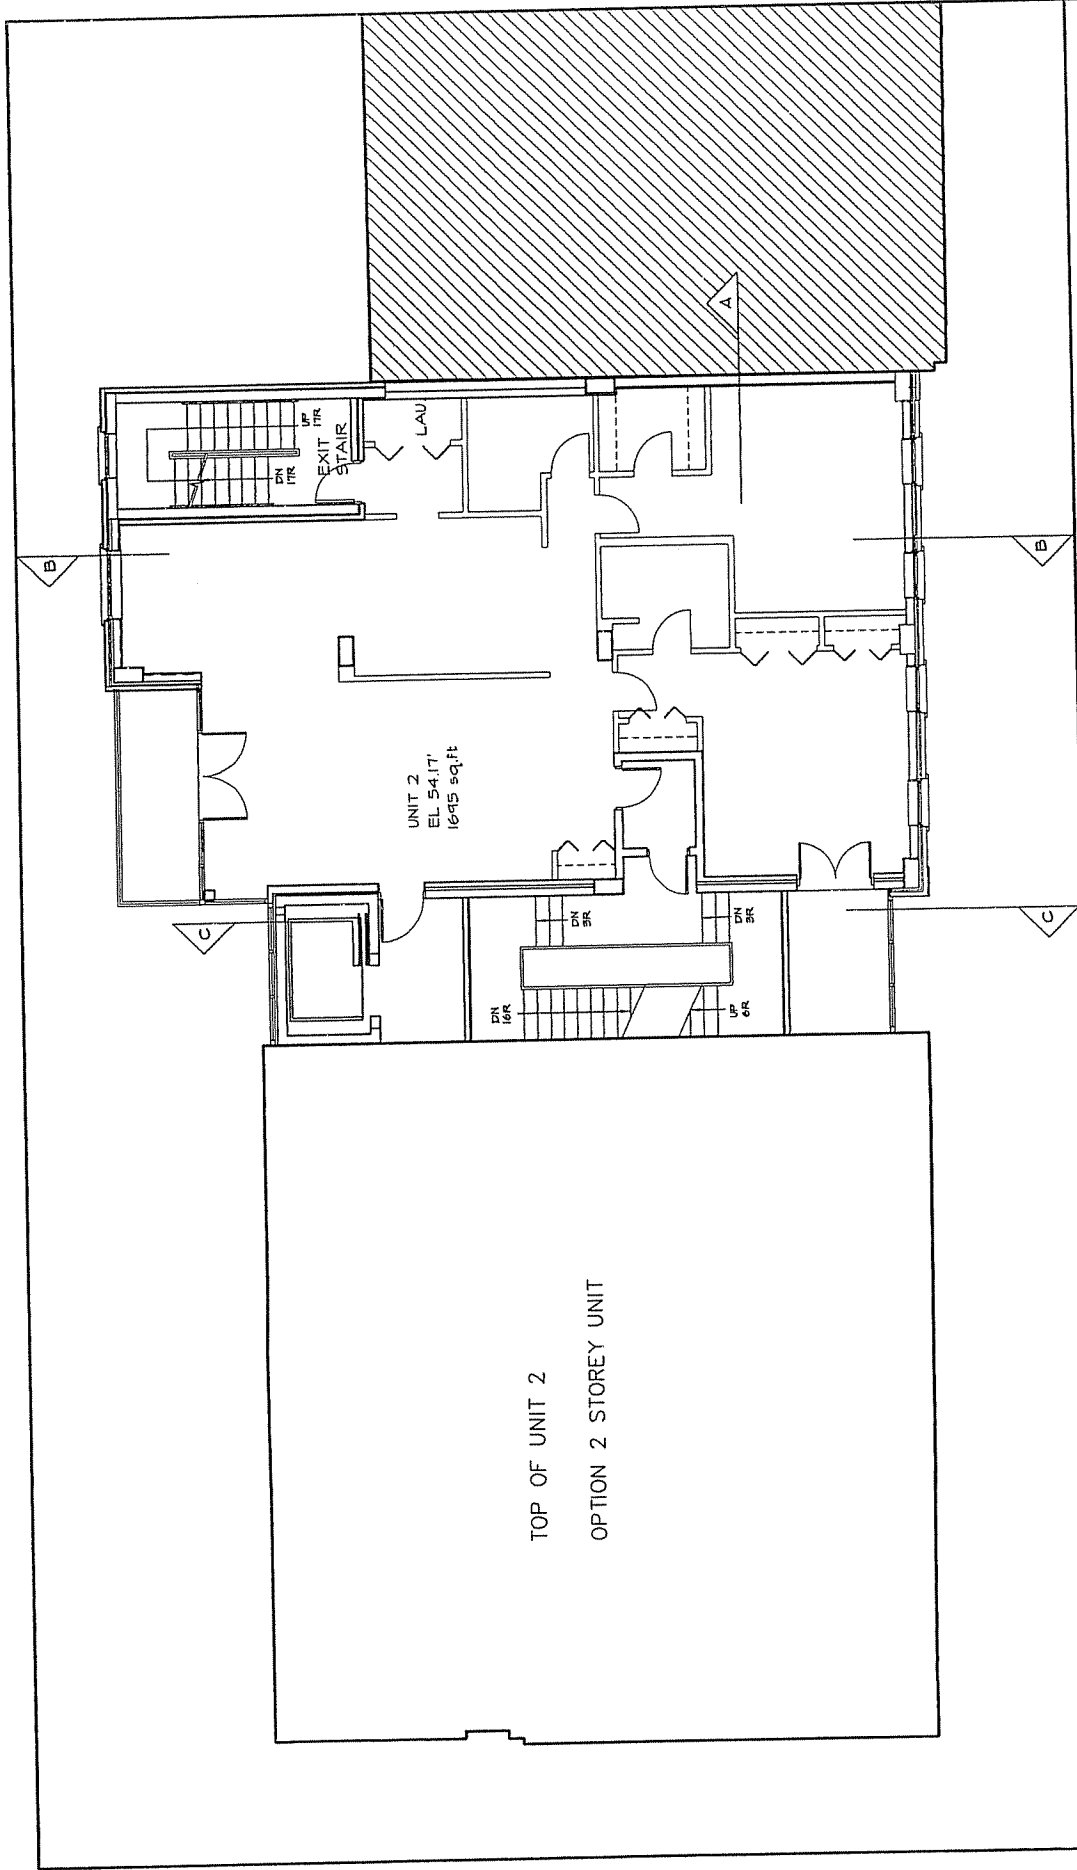 B
B
UP
17R
DN
17R
EXIT
STAIR
LAU
A
UNIT 2
EL 54.17'
1695 sq.ft
C
C
DN
3R
DN
3R
DN
16R
UP
6R
TOP OF UNIT 2
OPTION 2 STOREY UNIT